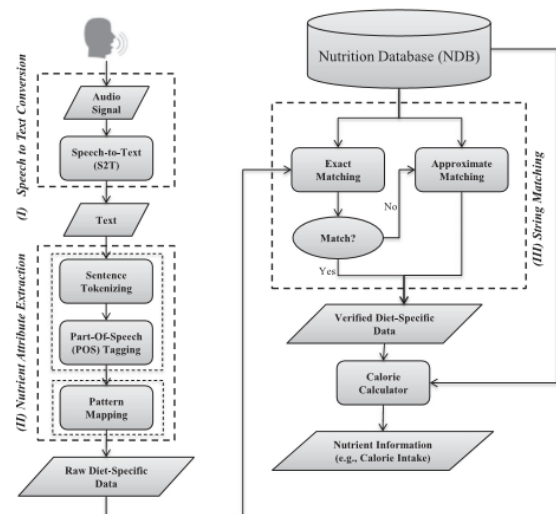 (I) Speech to Text Conversion
Audio
Signal
Speech-to-Text
(S2T)
Text
(II) Nutrient Attribute Extraction
Sentence
Tokenizing
Part-Of-Speech
(POS) Tagging
Pattern
Mapping
Raw Diet-Specific
Data
Nutrition Database (NDB)
(III) String Matching
Exact
Matching
Approximate
Matching
No
Match?
Yes
Verified Diet-Specific
Data
Calorie
Calculator
Nutrient Information
(e.g., Calorie Intake)